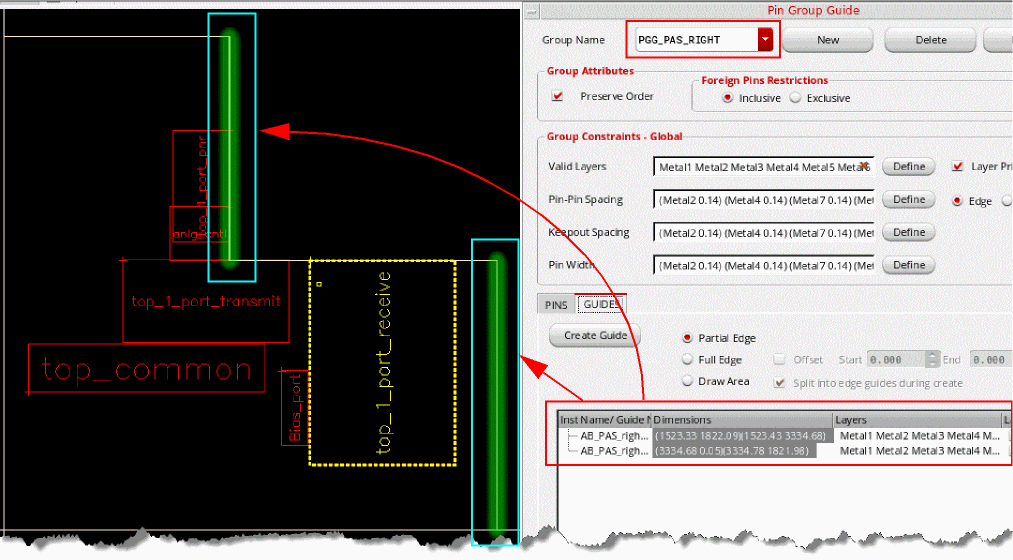 Pin Group Guide
Group Name PGG_PAS_RIGHT New Delete
Group Attributes
Preserve Order
Foreign Pins Restrictions
Inclusive Exclusive
Group Constraints - Global
Valid Layers Metal1 Metal2 Metal3 Metal4 Metal5 Metal6 Define Layer Pri
Pin-Pin Spacing (Metal2 0.14) (Metal4 0.14) (Metal7 0.14) (Met Define Edge
Keepout Spacing (Metal2 0.14) (Metal4 0.14) (Metal7 0.14) (Met Define
Pin Width (Metal2 0.14) (Metal4 0.14) (Metal7 0.14) (Met Define
PINS GUIDES
Create Guide Partial Edge
Full Edge Offset Start 0.000 End 0.000
Draw Area Split into edge guides during create
Inst Name/ Guide N Dimensions Layers
AB_PAS_righ... (1523.33 1822.09)(1523.43 3334.68) Metal1 Metal2 Metal3 Metal4 M...
AB_PAS_righ... (3334.68 0.05)(3334.78 1821.98) Metal1 Metal2 Metal3 Metal4 M...
top_1_port_pnr
top_1_port_transmit
top_common
Bias_port
top_1_port_receive